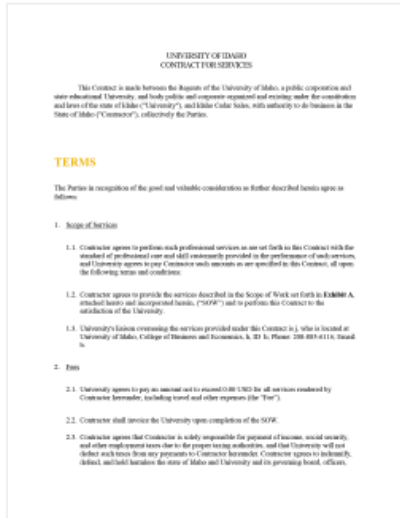 UNIVERSITY OF IDAHO
CONTRACT FOR SERVICES
This Contract is made between the Regents of the University of Idaho, a public corporation and
state educational University, and body politic and corporate organized and existing under the constitution
and laws of the state of Idaho ("University"), and Idaho Cedar Sales, with authority to do business in the
State of Idaho ("Contractor"), collectively the Parties.
TERMS
The Parties in recognition of the good and valuable consideration as further described herein agree as
follows:
1. Scope of Services
1.1. Contractor agrees to perform such professional services as are set forth in this Contract with the
standard of professional care and skill customarily provided in the performance of such services,
and University agrees to pay Contractor such amounts as are specified in this Contract, all upon
the following terms and conditions:
1.2. Contractor agrees to provide the services described in the Scope of Work set forth in Exhibit A,
attached hereto and incorporated herein, ("SOW") and to perform this Contract to the
satisfaction of the University.
1.3. University's liaison overseeing the services provided under this Contract is j, who is located at
University of Idaho, College of Business and Economics, h, ID h; Phone: 208-885-6116; Email
h.
2. Fees
2.1. University agrees to pay an amount not to exceed 0.00 USD for all services rendered by
Contractor hereunder, including travel and other expenses (the "Fee").
2.2. Contractor shall invoice the University upon completion of the SOW.
2.3. Contractor agrees that Contractor is solely responsible for payment of income, social security,
and other employment taxes due to the proper taxing authorities, and that University will not
deduct such taxes from any payments to Contractor hereunder. Contractor agrees to indemnify,
defend, and hold harmless the state of Idaho and University and its governing board, officers,